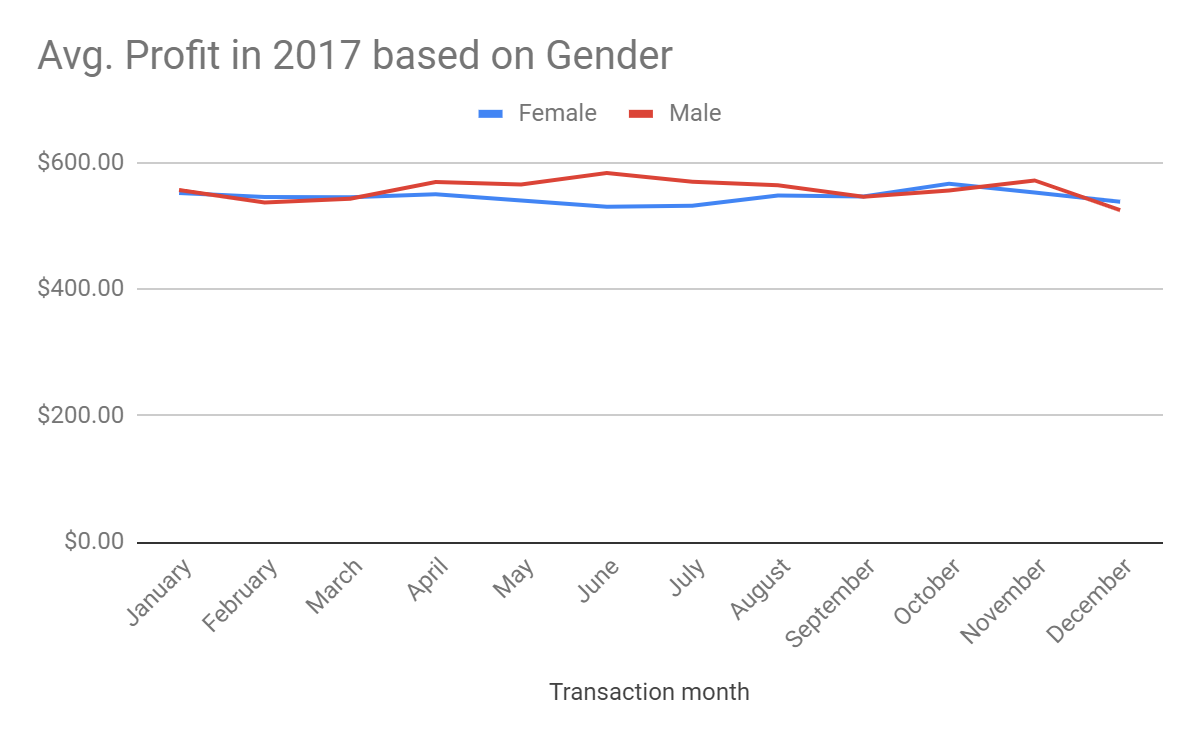 Avg. Profit in 2017 based on Gender
Female Male
$600.00
$400.00
$200.00
$0.00
January February March April May June July August September October November December
Transaction month